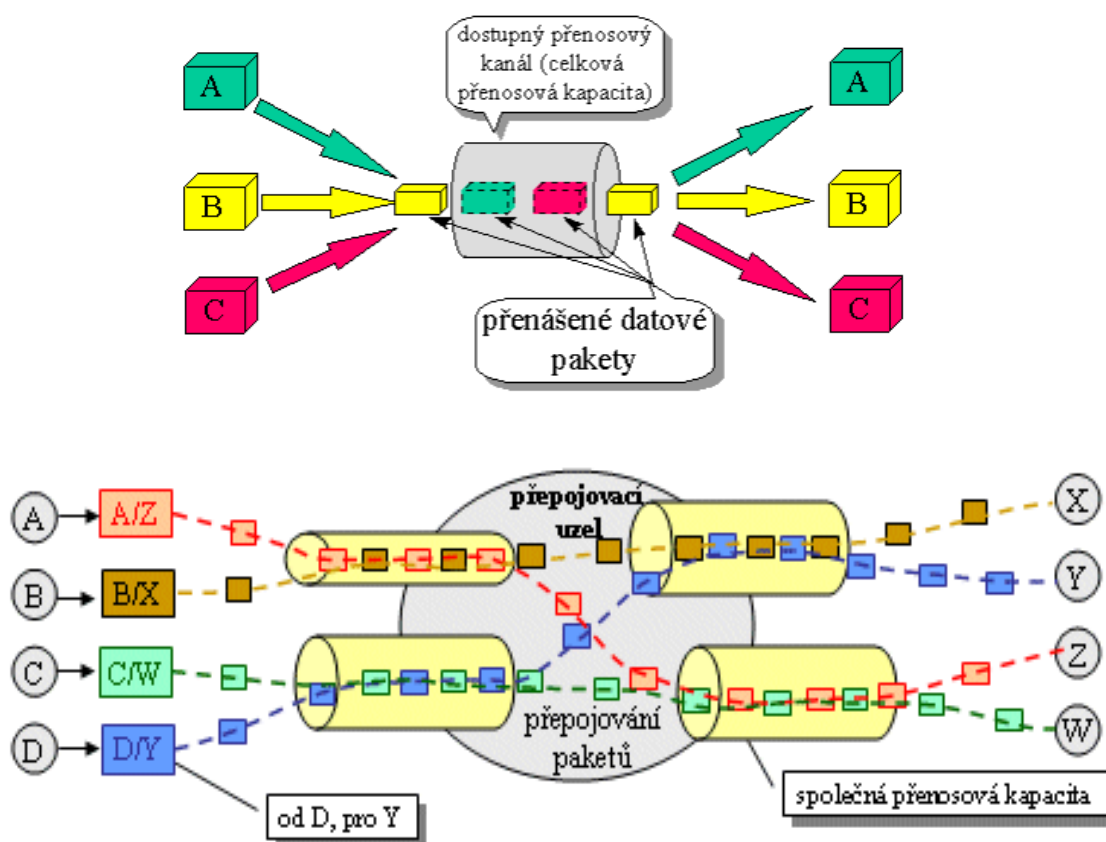 dostupný přenosový
kanál (celková
přenosová kapacita)
A
B
C
A
B
C
přenášené datové
pakety
přepojovací
uzel
A
A/Z
B
B/X
C
C/W
D
D/Y
X
Y
Z
W
přepojování
paketů
od D, pro Y
společná přenosová kapacita